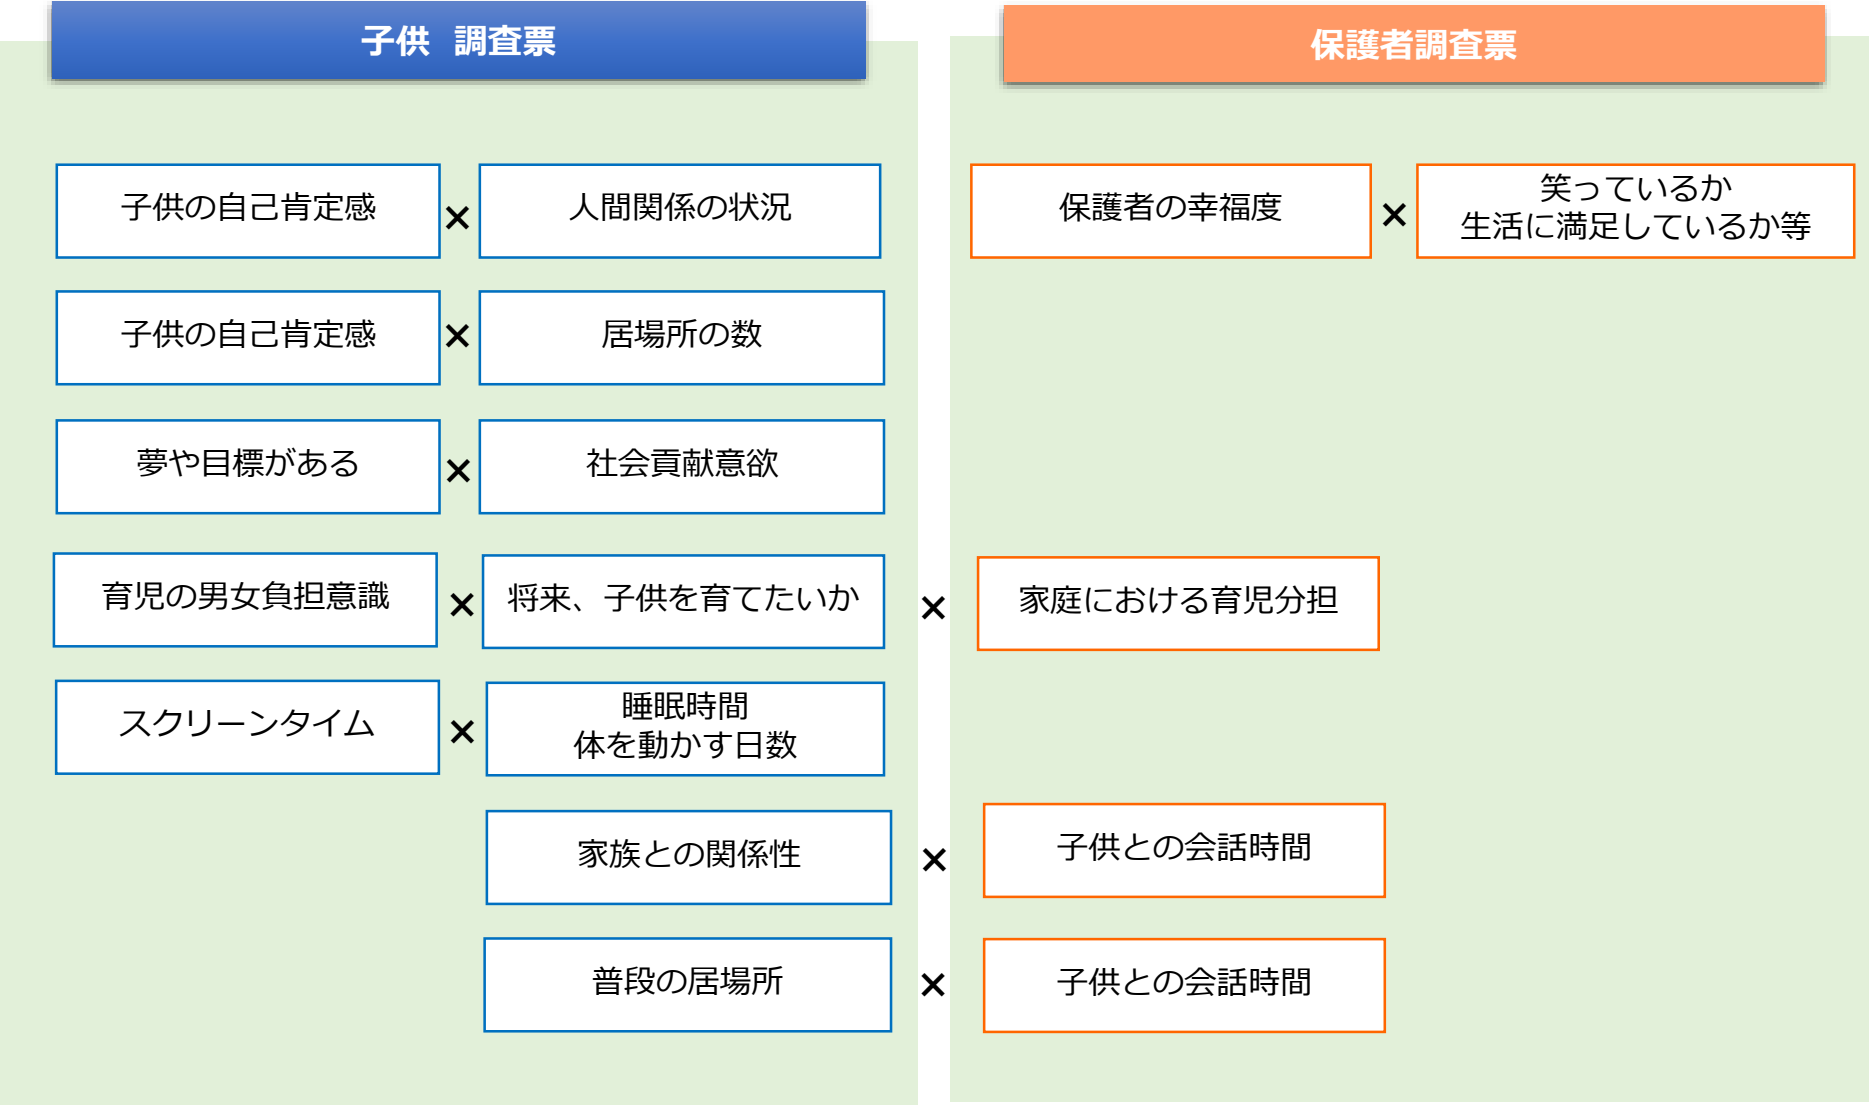 子供 調査票
保護者調査票
子供の自己肯定感
×
人間関係の状況
保護者の幸福度
×
笑っているか
生活に満足しているか等
子供の自己肯定感
×
居場所の数
夢や目標がある
×
社会貢献意欲
育児の男女負担意識
×
将来、子供を育てたいか
×
家庭における育児分担
スクリーンタイム
×
睡眠時間
体を動かす日数
家族との関係性
×
子供との会話時間
普段の居場所
×
子供との会話時間